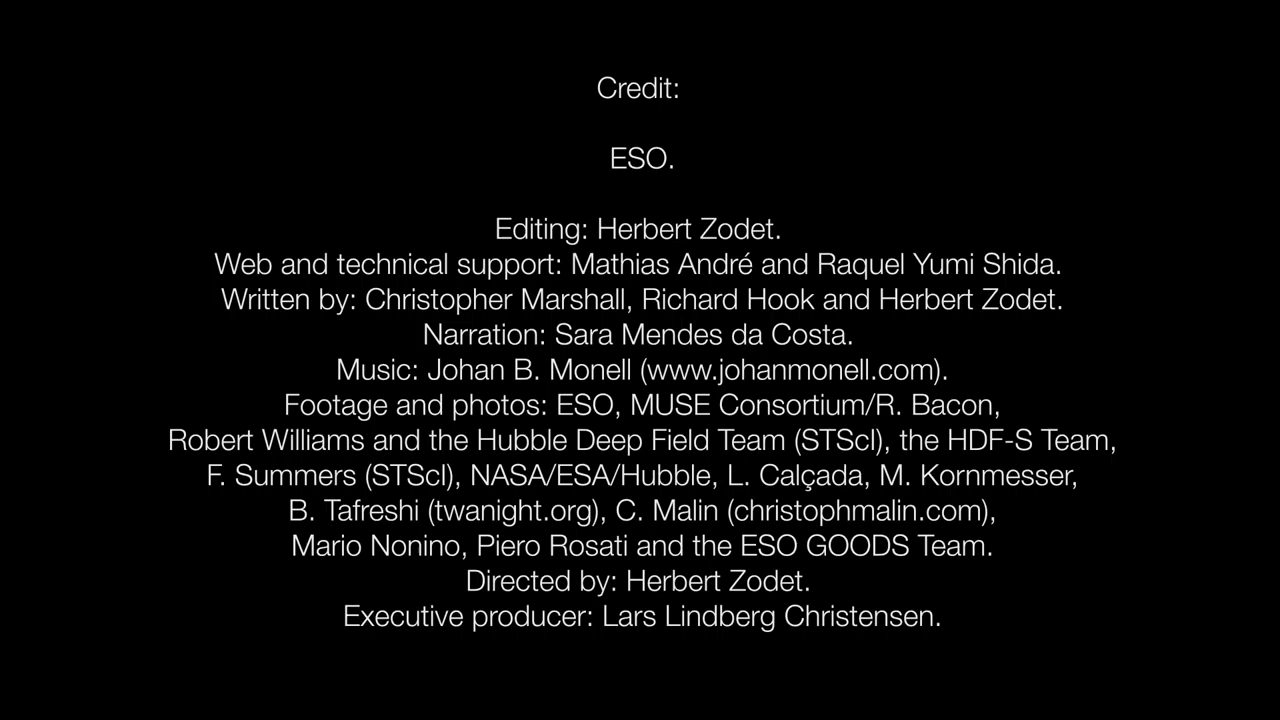 Credit:
ESO.
Editing: Herbert Zodet.
Web and technical support: Mathias André and Raquel Yumi Shida.
Written by: Christopher Marshall, Richard Hook and Herbert Zodet.
Narration: Sara Mendes da Costa.
Music: Johan B. Monell (www.johanmonell.com).
Footage and photos: ESO, MUSE Consortium/R. Bacon,
Robert Williams and the Hubble Deep Field Team (STScI), the HDF-S Team,
F. Summers (STScI), NASA/ESA/Hubble, L. Calçada, M. Kornmesser,
B. Tafreshi (twanight.org), C. Malin (christophmalin.com),
Mario Nonino, Piero Rosati and the ESO GOODS Team.
Directed by: Herbert Zodet.
Executive producer: Lars Lindberg Christensen.